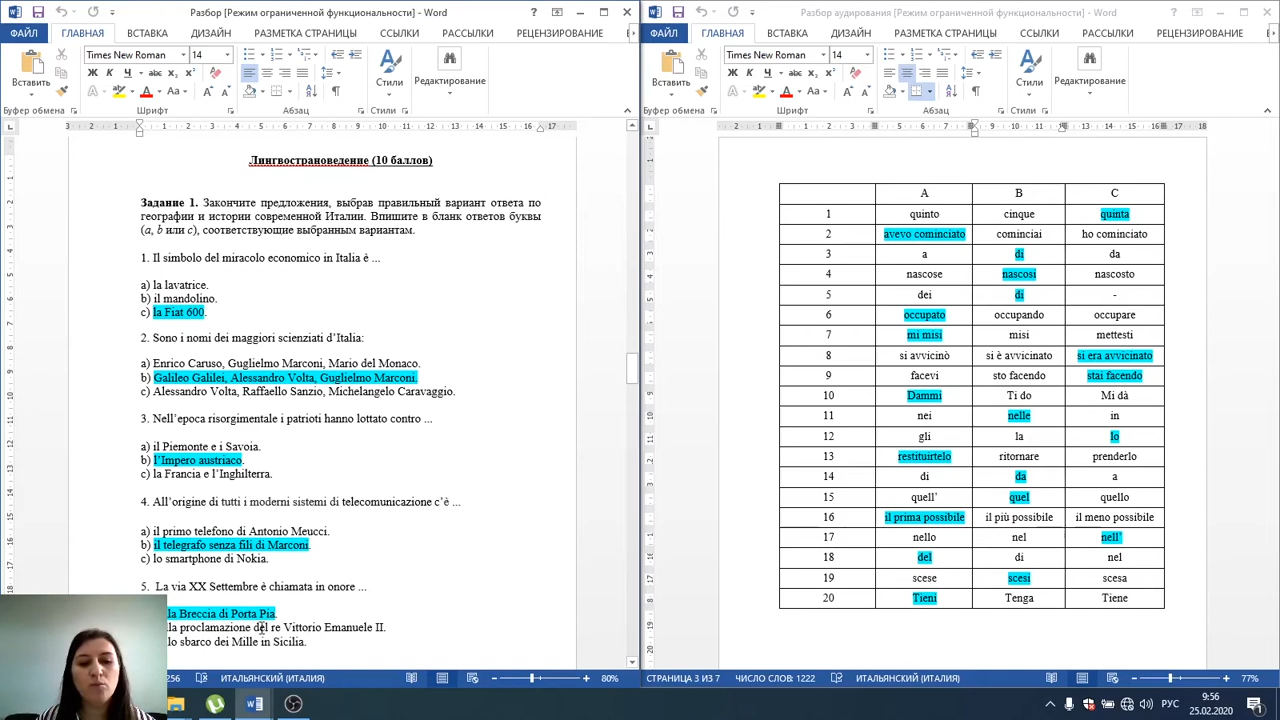 Разбор [Режим ограниченной функциональности] - Word
ФАЙЛ ГЛАВНАЯ ВСТАВКА ДИЗАЙН РАЗМЕТКА СТРАНИЦЫ ССЫЛКИ РАССЫЛКИ РЕЦЕНЗИРОВАНИЕ
Times New Roman 14
Вставить Стили Редактирование
Буфер обмена Шрифт Абзац Стили
Лингвострановедение (10 баллов)
Задание 1. Закончите предложения, выбрав правильный вариант ответа по
географии и истории современной Италии. Впишите в бланк ответов буквы
(a, b или c), соответствующие выбранным вариантам.
1. Il simbolo del miracolo economico in Italia è ...
a) la lavatrice.
b) il mandolino.
c) la Fiat 600.
2. Sono i nomi dei maggiori scienziati d’Italia:
a) Enrico Caruso, Guglielmo Marconi, Mario del Monaco.
b) Galileo Galilei, Alessandro Volta, Guglielmo Marconi.
c) Alessandro Volta, Raffaello Sanzio, Michelangelo Caravaggio.
3. Nell’epoca risorgimentale i patrioti hanno lottato contro ...
a) il Piemonte e i Savoia.
b) l’Impero austriaco.
c) la Francia e l’Inghilterra.
4. All’origine di tutti i moderni sistemi di telecomunicazione c’è ...
a) il primo telefono di Antonio Meucci.
b) il telegrafo senza fili di Marconi.
c) lo smartphone di Nokia.
5. La via XX Settembre è chiamata in onore ...
la Breccia di Porta Pia.
la proclamazione del re Vittorio Emanuele II.
lo sbarco dei Mille in Sicilia.
256 ИТАЛЬЯНСКИЙ (ИТАЛИЯ) 80%
Разбор аудирования [Режим ограниченной функциональности] - Word
ФАЙЛ ГЛАВНАЯ ВСТАВКА ДИЗАЙН РАЗМЕТКА СТРАНИЦЫ ССЫЛКИ РАССЫЛКИ РЕЦЕНЗИРОВАНИЕ
Times New Roman 14
Вставить Стили Редактирование
Буфер обмена Шрифт Абзац Стили
A B C
1 quinto cinque quinta
2 avevo cominciato cominciai ho cominciato
3 a di da
4 nascose nascosi nascosto
5 dei di -
6 occupato occupando occupare
7 mi misi misi mettesti
8 si avvicinò si è avvicinato si era avvicinato
9 facevi sto facendo stai facendo
10 Dammi Ti do Mi dà
11 nei nelle in
12 gli la lo
13 restituirtelo ritornare prenderlo
14 di da a
15 quell’ quel quello
16 il prima possibile il più possibile il meno possibile
17 nello nel nell’
18 del di nel
19 scese scesi scesa
20 Tieni Tenga Tiene
СТРАНИЦА 3 ИЗ 7 ЧИСЛО СЛОВ: 1222 ИТАЛЬЯНСКИЙ (ИТАЛИЯ) 77%
РУС
9:56
25.02.2020